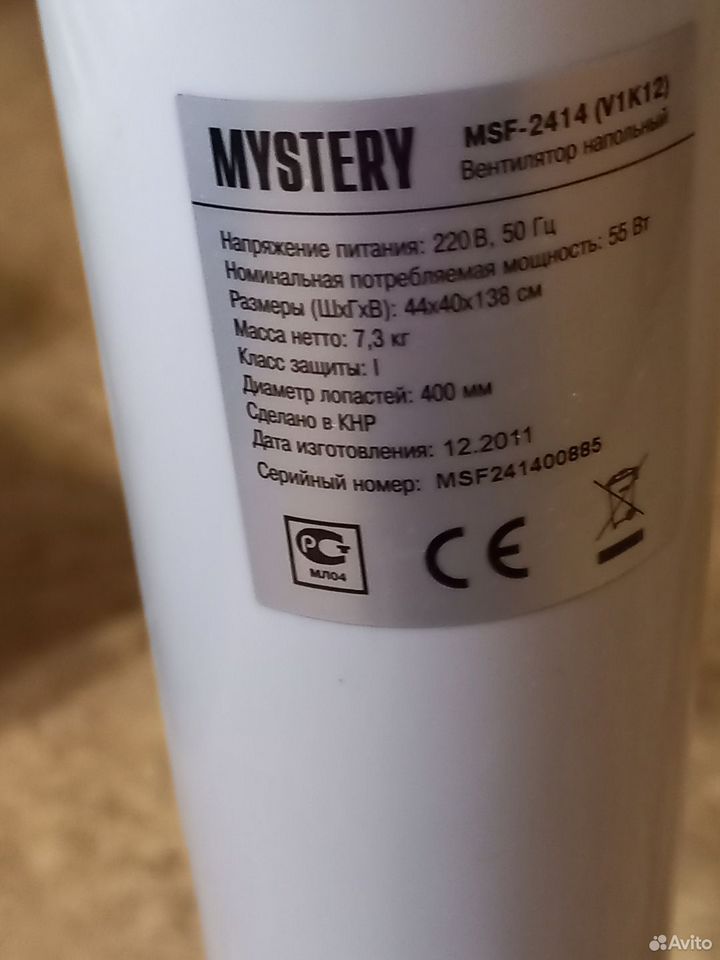 MYSTERY
MSF-2414 (V1K12)
Вентилятор напольный
Напряжение питания: 220 В, 50 Гц
Номинальная потребляемая мощность: 55 Вт
Размеры (ШхГхВ): 44х40х138 см
Масса нетто: 7,3 кг
Класс защиты: I
Диаметр лопастей: 400 мм
Сделано в КНР
Дата изготовления: 12.2011
Серийный номер: MSF241400885
РСТ
МЛ04
CE
Avito